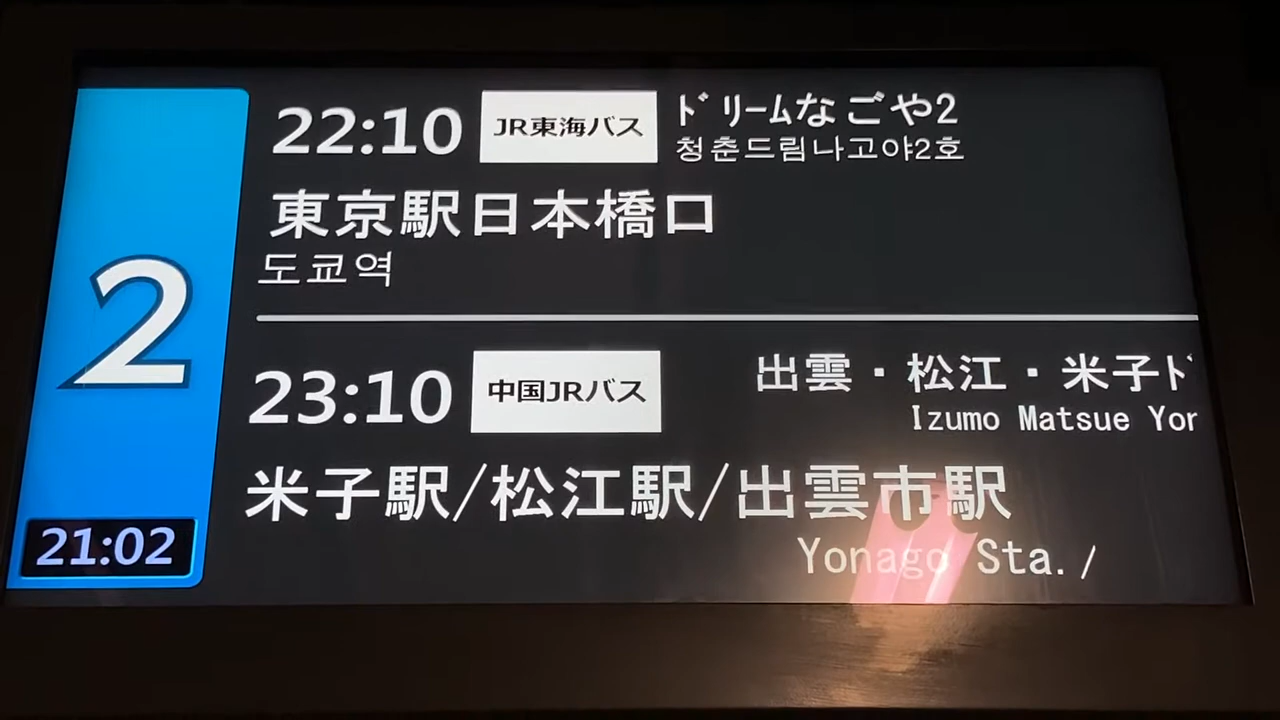 2
21:02
22:10 JR東海バス ドリームなごや2
청춘드림나고야2호
東京駅日本橋口
도쿄역
23:10 中国JRバス 出雲・松江・米子ド
Izumo Matsue Yon
米子駅/松江駅/出雲市駅
Yonago Sta./